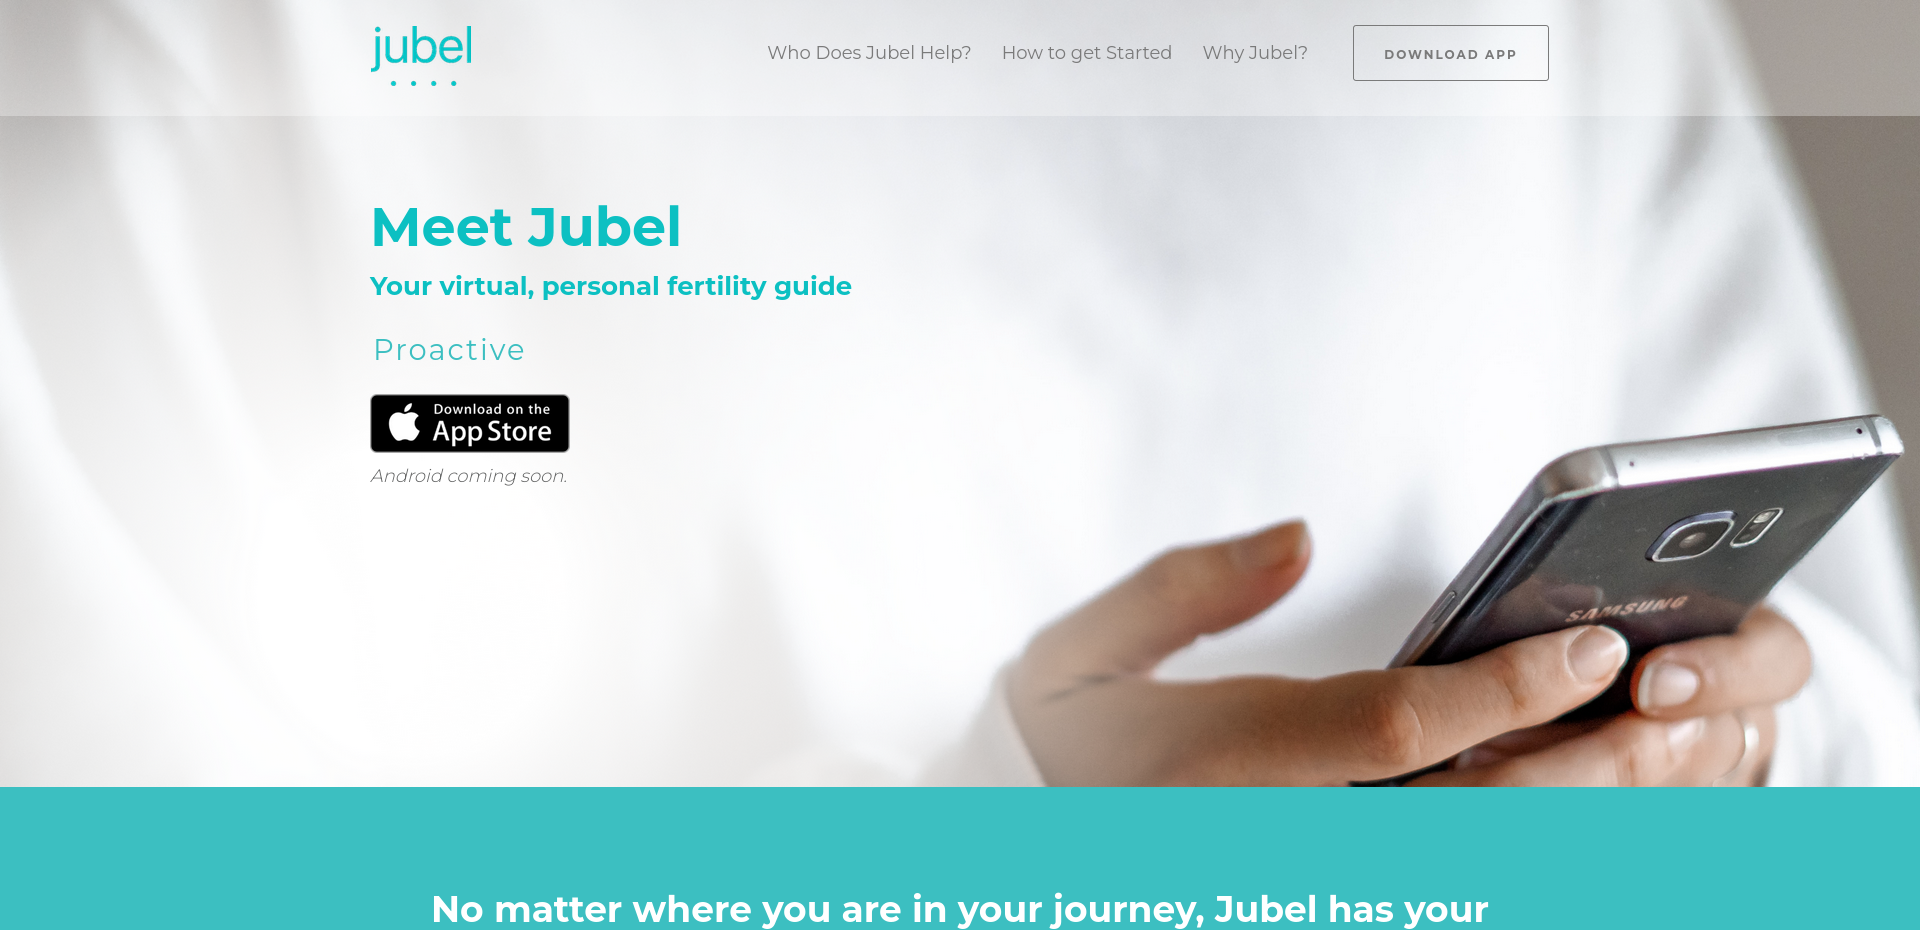 jubel
Who Does Jubel Help?
How to get Started
Why Jubel?
DOWNLOAD APP
Meet Jubel
Your virtual, personal fertility guide
Proactive
Download on the
App Store
Android coming soon.
SAMSUNG
No matter where you are in your journey, Jubel has your